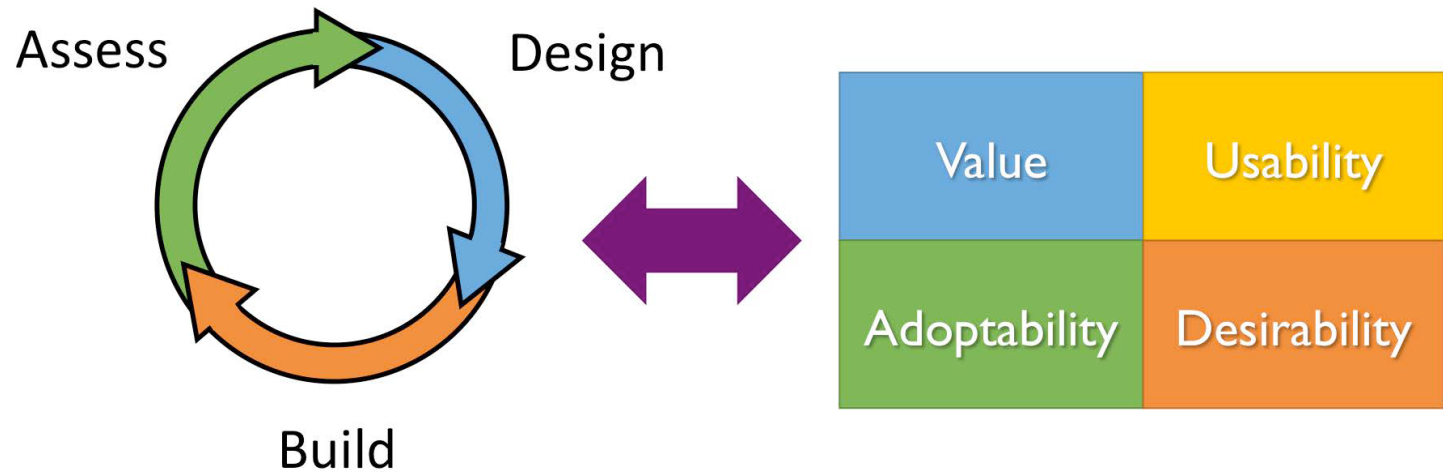 Assess
Design
Build
Value
Usability
Adoptability
Desirability